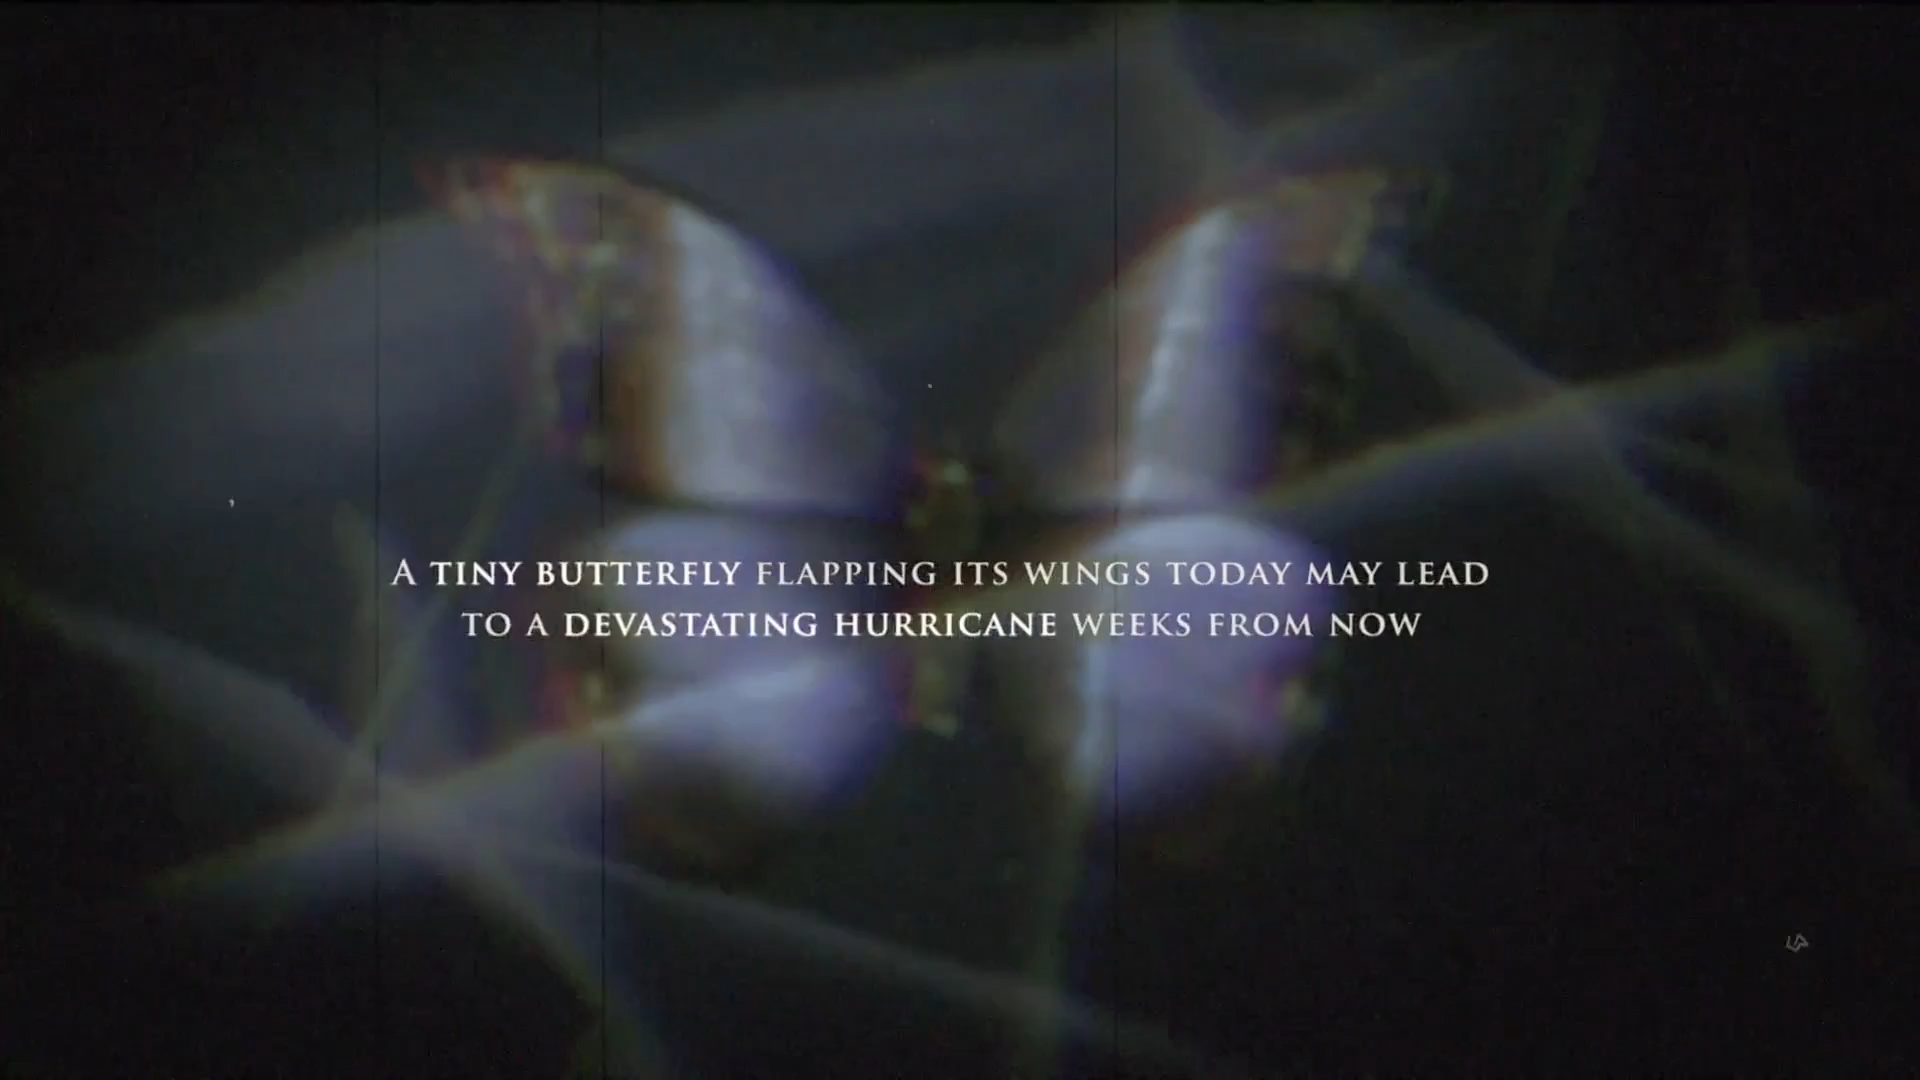 A TINY BUTTERFLY FLAPPING ITS WINGS TODAY MAY LEAD
TO A DEVASTATING HURRICANE WEEKS FROM NOW